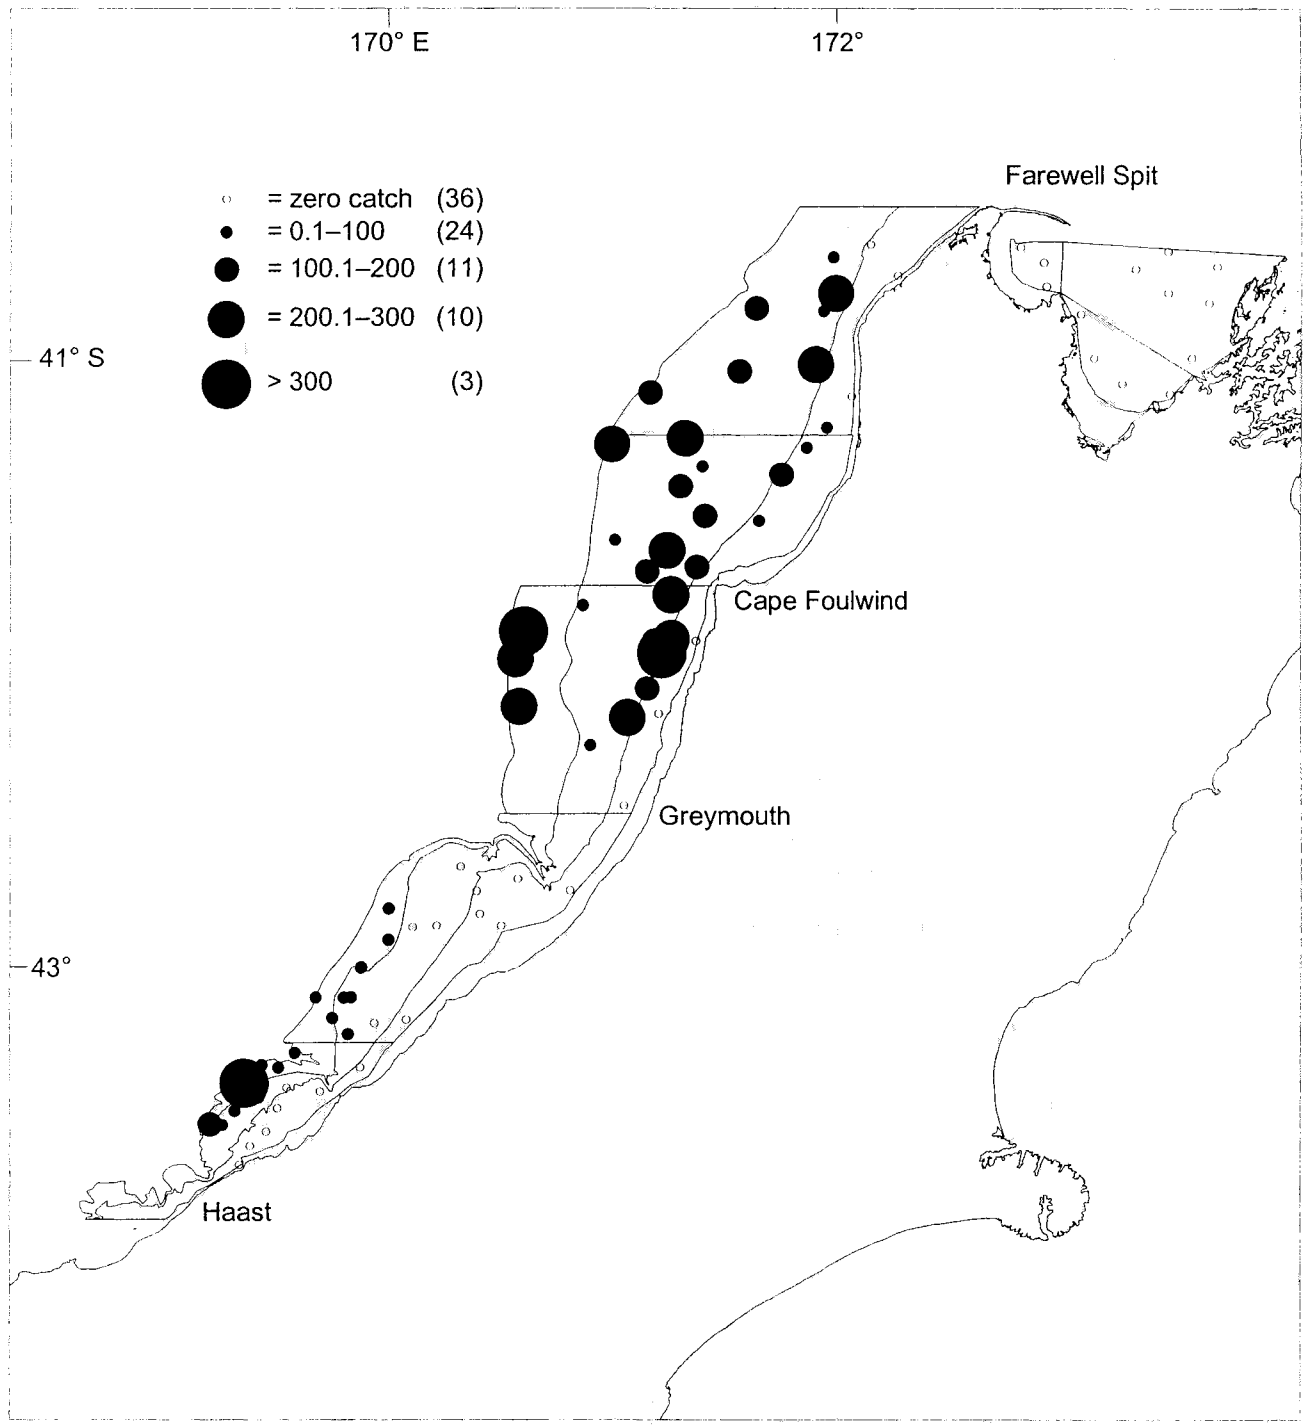 170° E 172°
Farewell Spit
= zero catch (36)
= 0.1–100 (24)
= 100.1–200 (11)
= 200.1–300 (10)
41° S
> 300 (3)
Cape Foulwind
Greymouth
43°
Haast